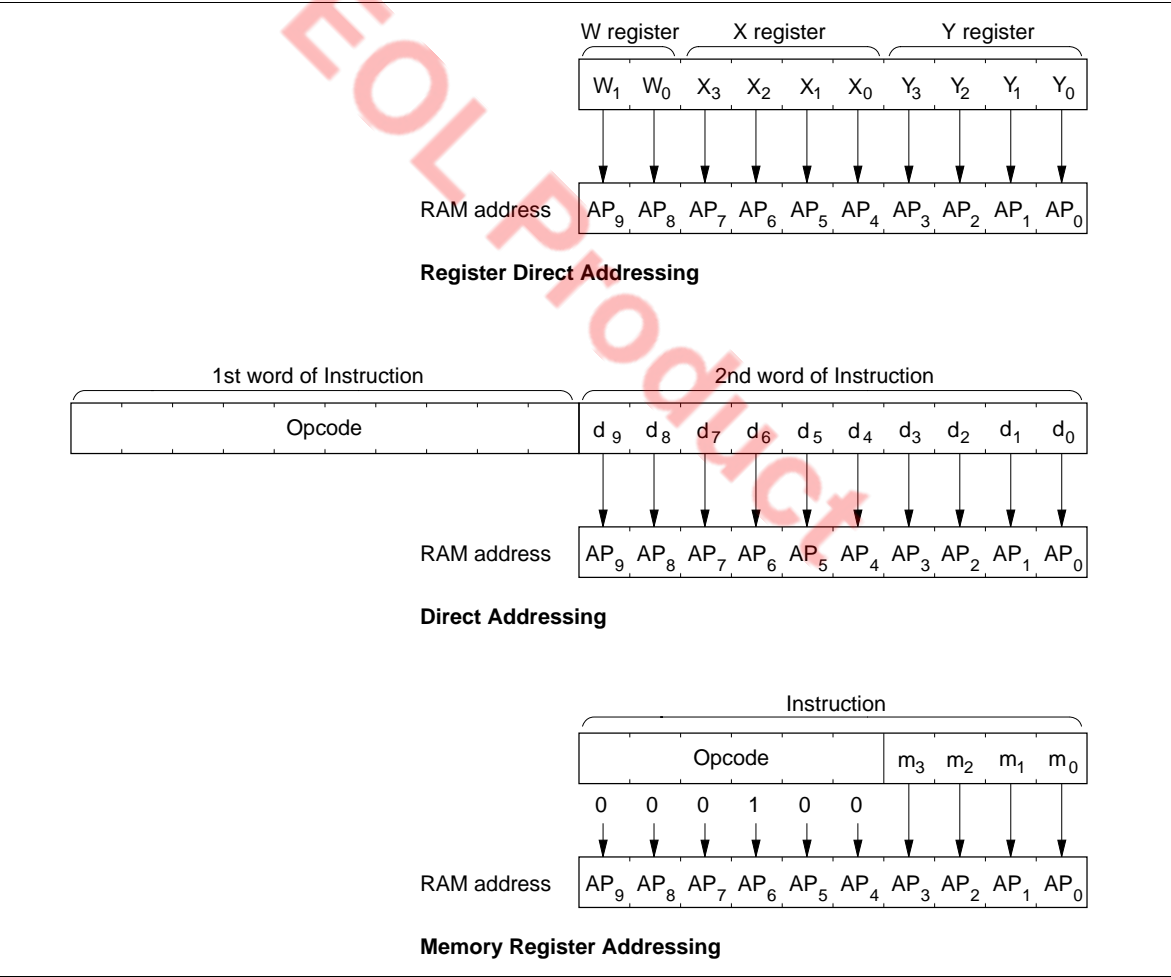 W register X register Y register
W1 W0 X3 X2 X1 X0 Y3 Y2 Y1 Y0
RAM address AP9 AP8 AP7 AP6 AP5 AP4 AP3 AP2 AP1 AP0
Register Direct Addressing
1st word of Instruction 2nd word of Instruction
Opcode d9 d8 d7 d6 d5 d4 d3 d2 d1 d0
RAM address AP9 AP8 AP7 AP6 AP5 AP4 AP3 AP2 AP1 AP0
Direct Addressing
Instruction
Opcode m3 m2 m1 m0
0 0 0 1 0 0
RAM address AP9 AP8 AP7 AP6 AP5 AP4 AP3 AP2 AP1 AP0
Memory Register Addressing
EOL Product